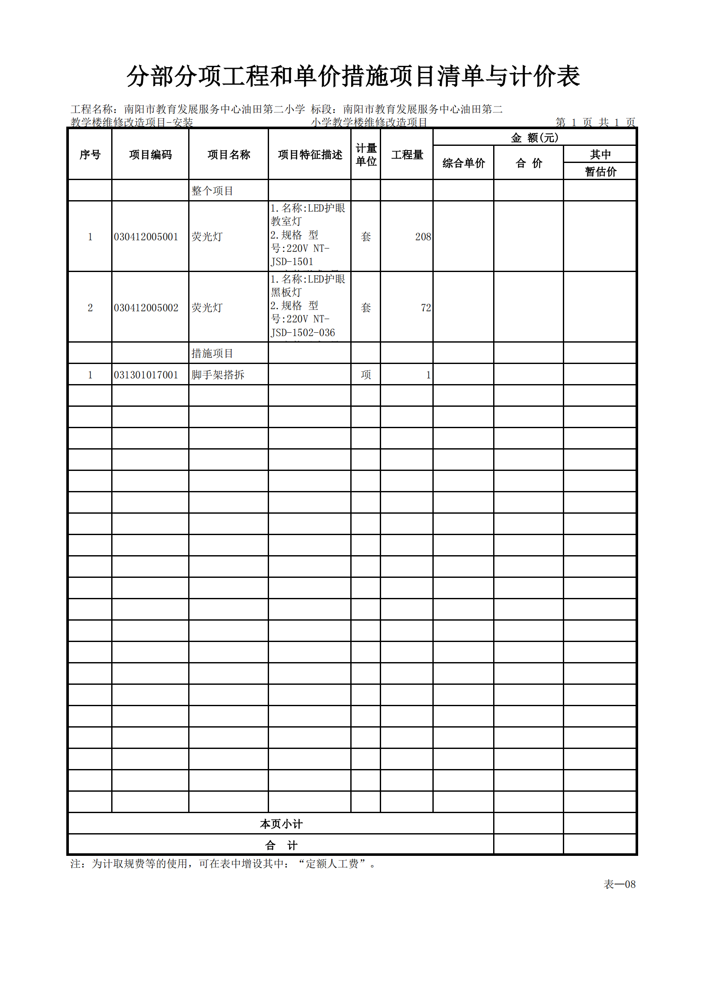 分部分项工程和单价措施项目清单与计价表
工程名称：南阳市教育发展服务中心油田第二小学 标段：南阳市教育发展服务中心油田第二
教学楼维修改造项目-安装 小学教学楼维修改造项目 第 1 页 共 1 页
序号 项目编码 项目名称 项目特征描述 计量单位 工程量 金 额(元)
综合单价 合 价 其中
暂估价
整个项目
1 030412005001 荧光灯 1.名称:LED护眼
教室灯
2.规格 型
号:220V NT-
JSD-1501
套 208
2 030412005002 荧光灯 1.名称:LED护眼
黑板灯
2.规格 型
号:220V NT-
JSD-1502-036
套 72
措施项目
1 031301017001 脚手架搭拆 项 1
本页小计
合 计
注：为计取规费等的使用，可在表中增设其中：“定额人工费”。
表—08